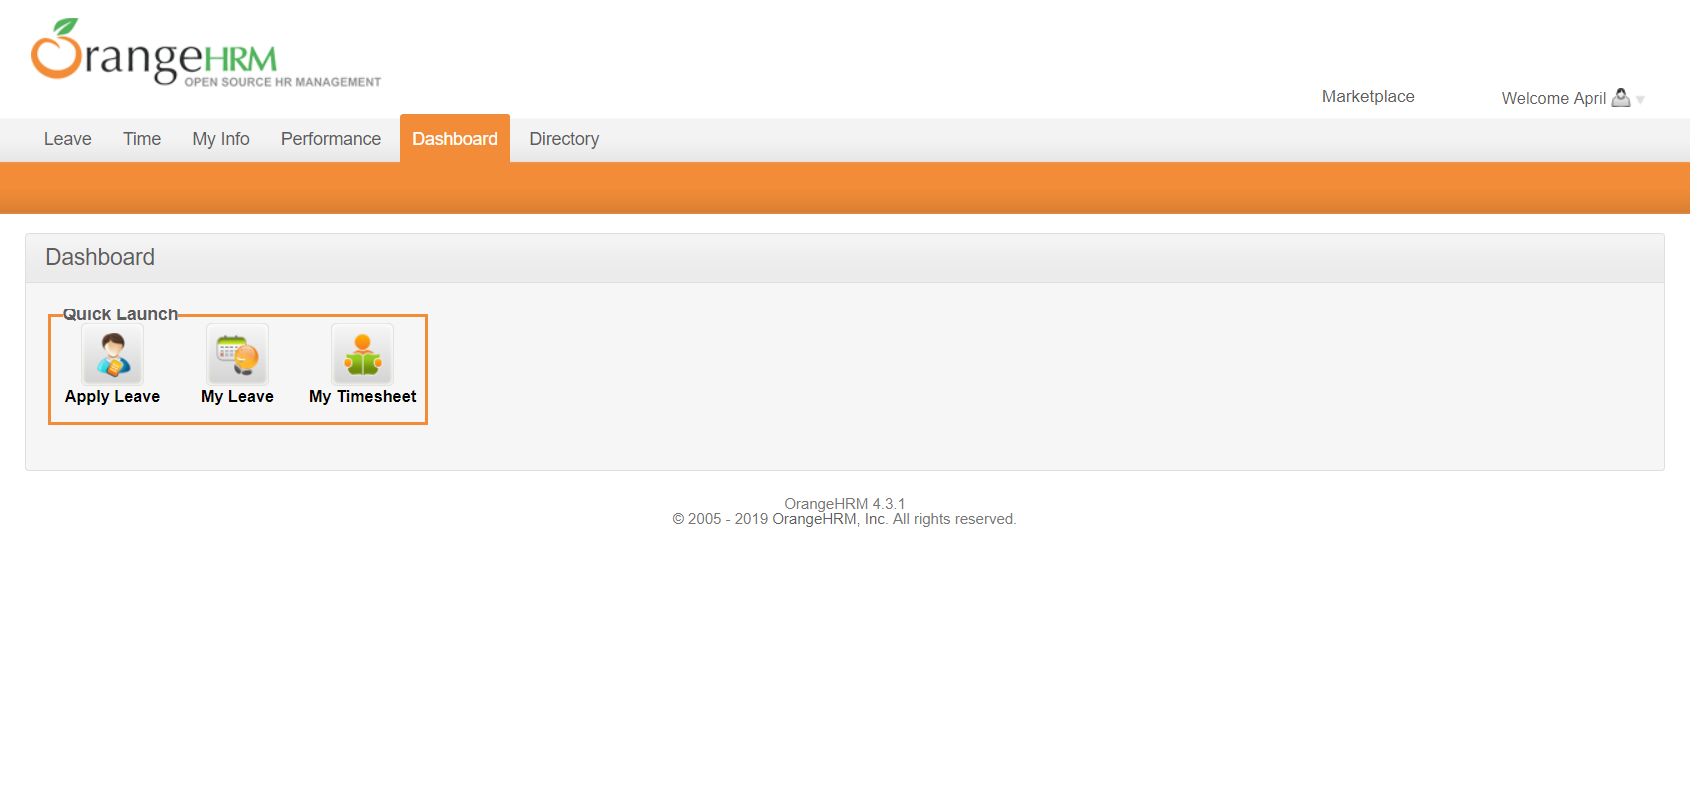 OrangeHRM
OPEN SOURCE HR MANAGEMENT
Marketplace
Welcome April
Leave Time My Info Performance Dashboard Directory
Dashboard
Quick Launch
Apply Leave My Leave My Timesheet
OrangeHRM 4.3.1
© 2005 - 2019 OrangeHRM, Inc. All rights reserved.